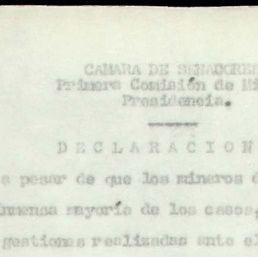 CAMARA DE SENADORES
Primera Comisión de Mi
Presidencia.
DECLARACION
a pesar de que los mineros d
inmensa mayoría de los casos,
gestiones realizadas ante el